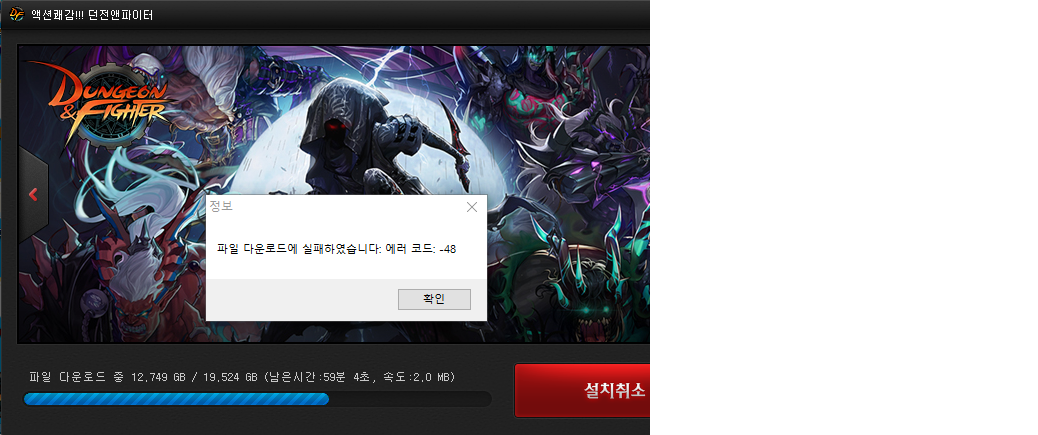 액션쾌감!!! 던전앤파이터
DUNGEON
& FIGHTER
정보
파일 다운로드에 실패하였습니다: 에러 코드: -48
확인
파일 다운로드 중 12.749 GB / 19.524 GB (남은시간:59분 4초, 속도:2.0 MB)
설치취소